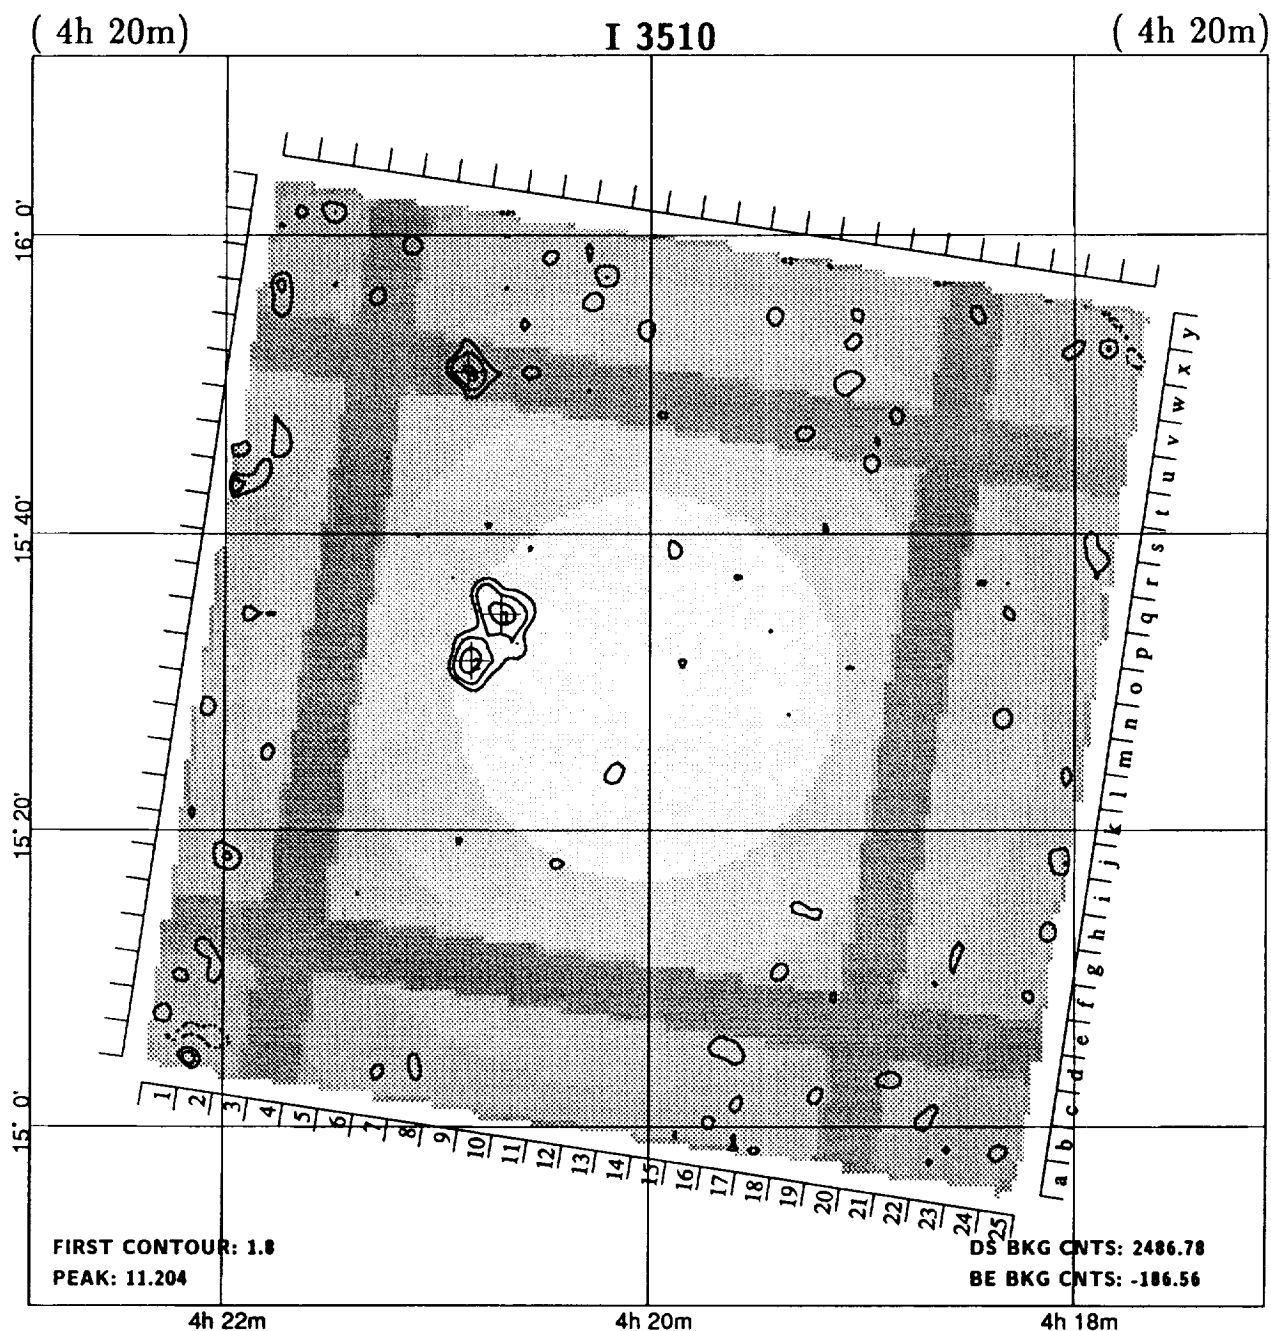 ( 4h 20m) I 3510 ( 4h 20m)
16° 0'
15° 40'
15° 20'
15° 0'
y
x
w
v
u
t
s
r
q
p
o
n
m
l
k
j
i
h
g
f
e
d
c
b
a
1 2 3 4 5 6 7 8 9 10 11 12 13 14 15 16 17 18 19 20 21 22 23 24 25
FIRST CONTOUR: 1.8 DS BKG CNTS: 2486.78
PEAK: 11.204 BE BKG CNTS: -186.56
4h 22m 4h 20m 4h 18m